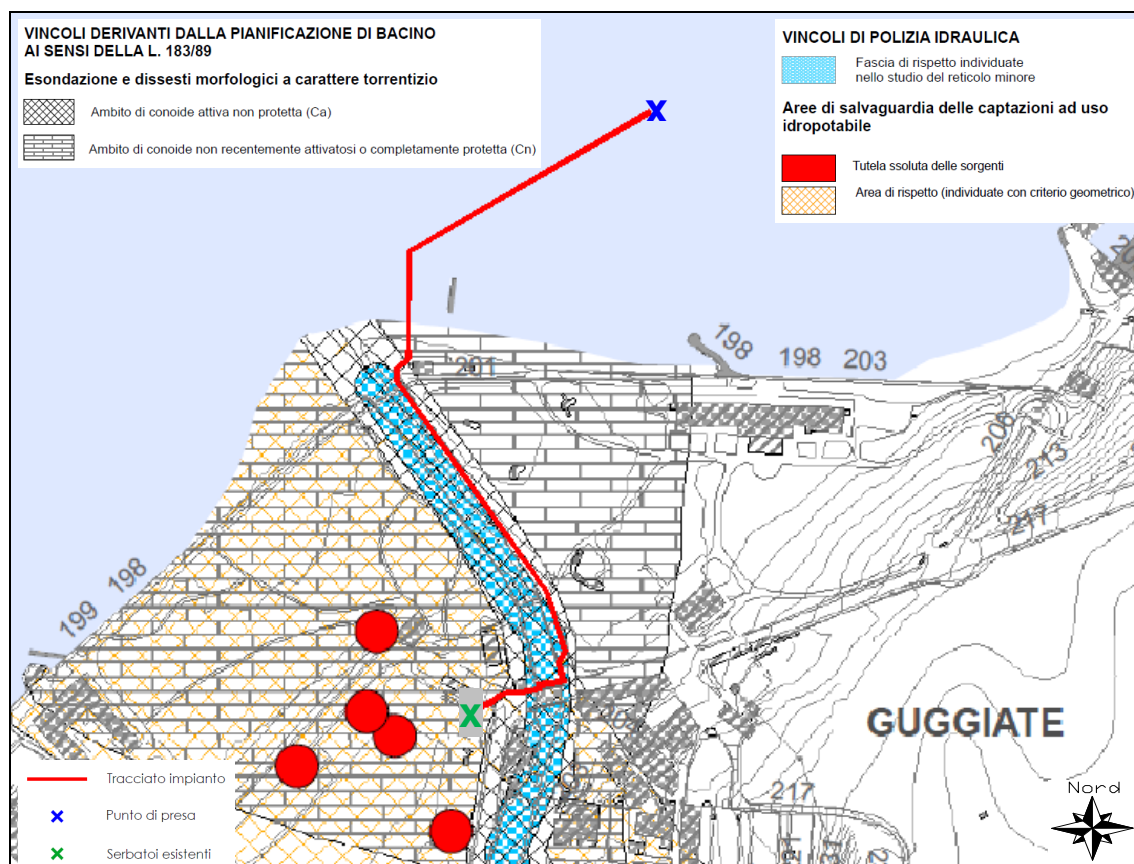 VINCOLI DERIVANTI DALLA PIANIFICAZIONE DI BACINO
AI SENSI DELLA L. 183/89
Esondazione e dissesti morfologici a carattere torrentizio
Ambito di conoide attiva non protetta (Ca)
Ambito di conoide non recentemente attivatosi o completamente protetta (Cn)
VINCOLI DI POLIZIA IDRAULICA
Fascia di rispetto individuate
nello studio del reticolo minore
Aree di salvaguardia delle captazioni ad uso
idropotabile
Tutela ssoluta delle sorgenti
Area di rispetto (individuate con criterio geometrico)
X
201
198
198
203
208
213
217
198
199
X
GUGGIATE
217
Tracciato impianto
x Punto di presa
x Serbatoi esistenti
Nord